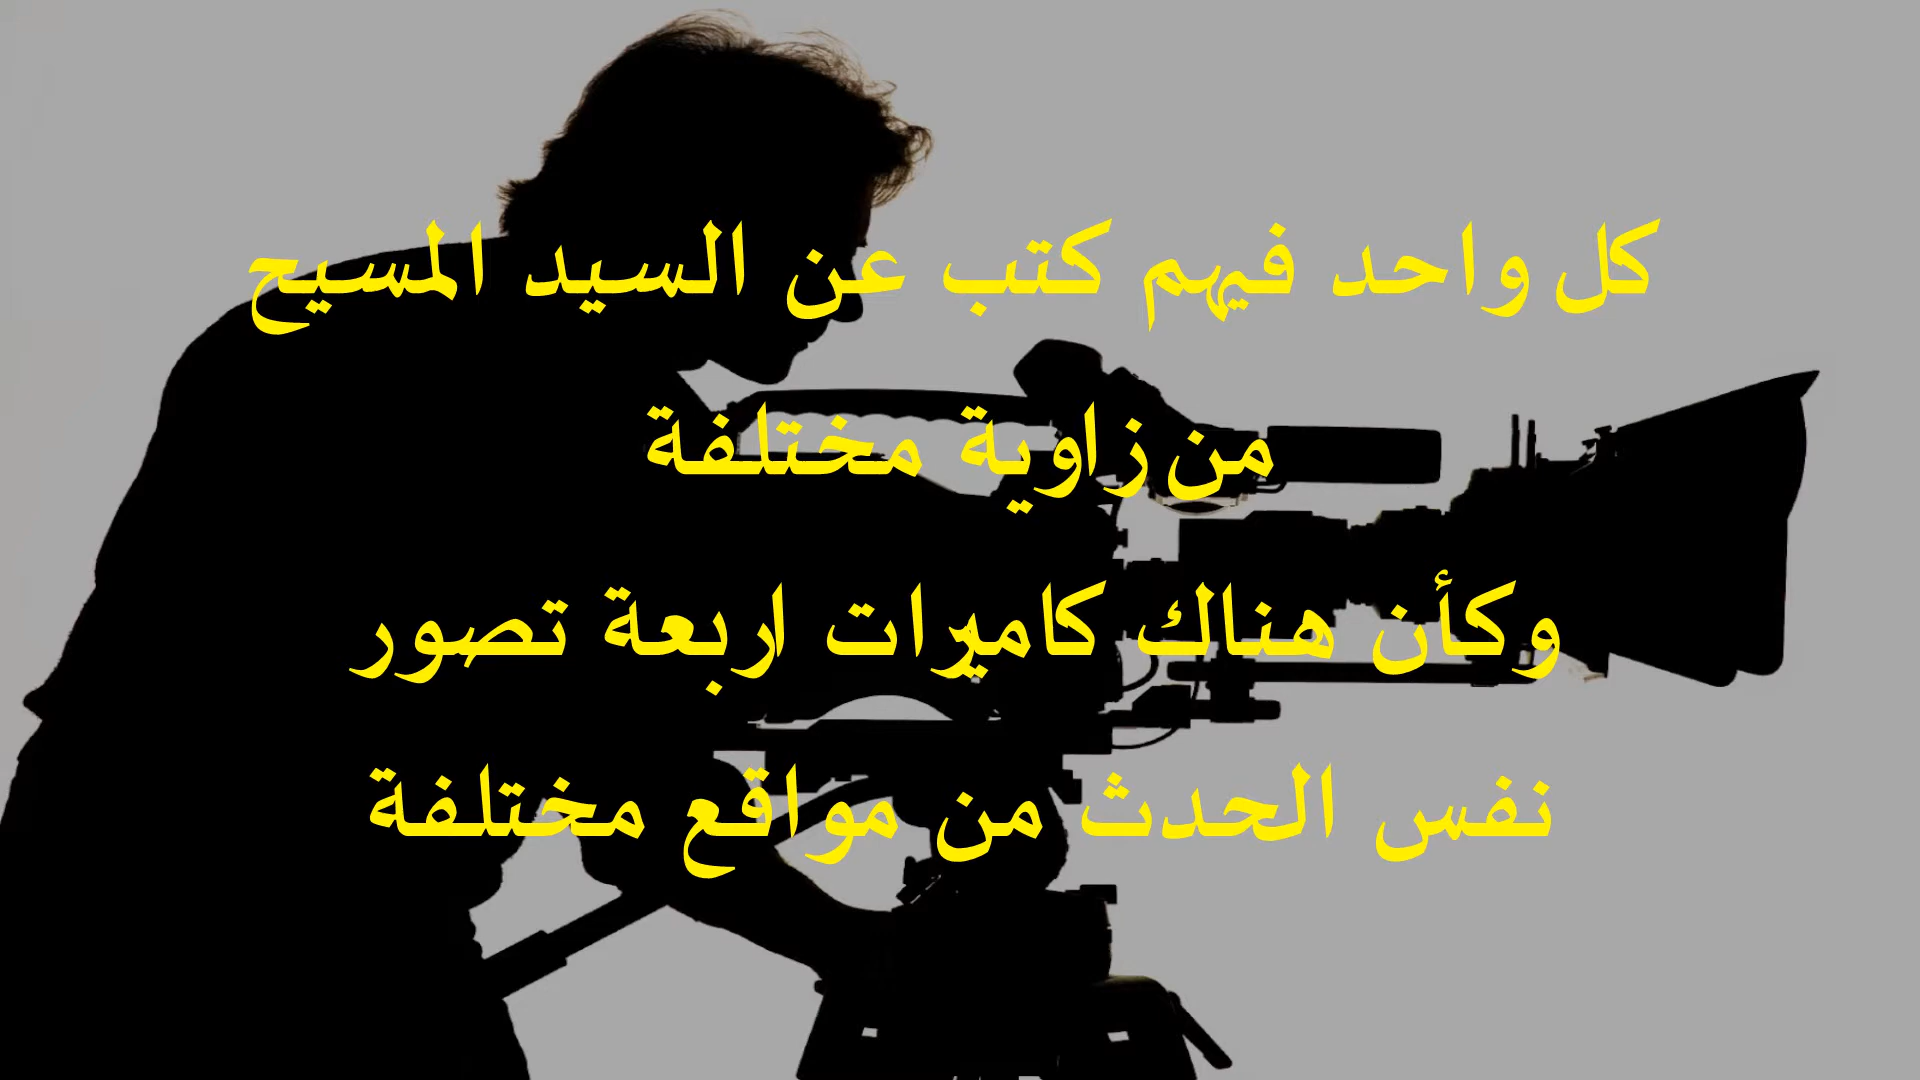 كل واحد فيهم كتب عن السيد المسيح
من زاوية مختلفة
وكأن هناك كاميرات اربعة تصور
نفس الحدث من مواقع مختلفة